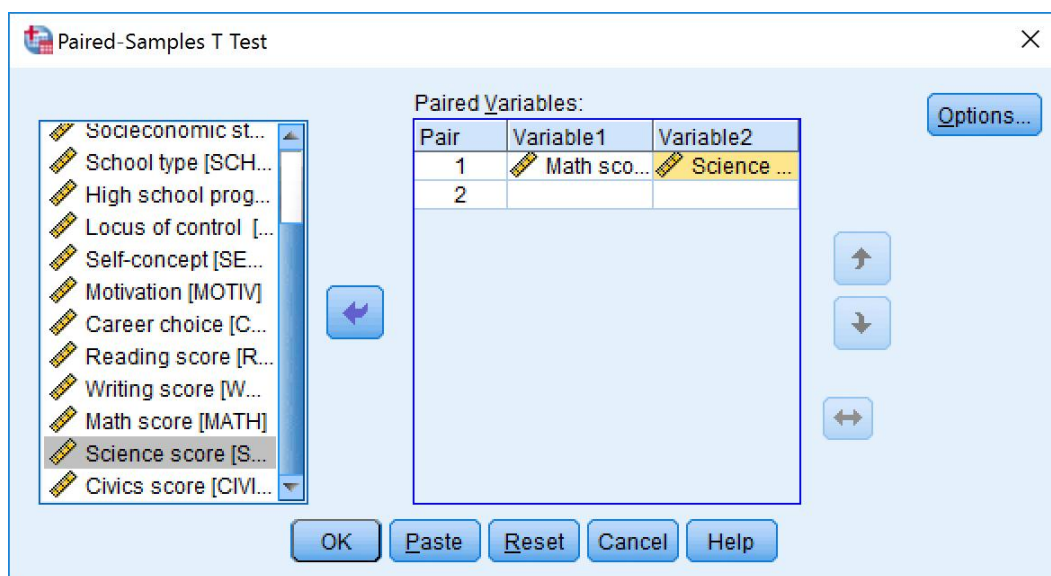 Paired-Samples T Test
Paired Variables:
Options...
Socieconomic st...
School type [SCH...
High school prog...
Locus of control [...
Self-concept [SE...
Motivation [MOTIV]
Career choice [C...
Reading score [R...
Writing score [W...
Math score [MATH]
Science score [S...
Civics score [CIVI...
Pair Variable1 Variable2
1 Math sco... Science ...
2
OK Paste Reset Cancel Help